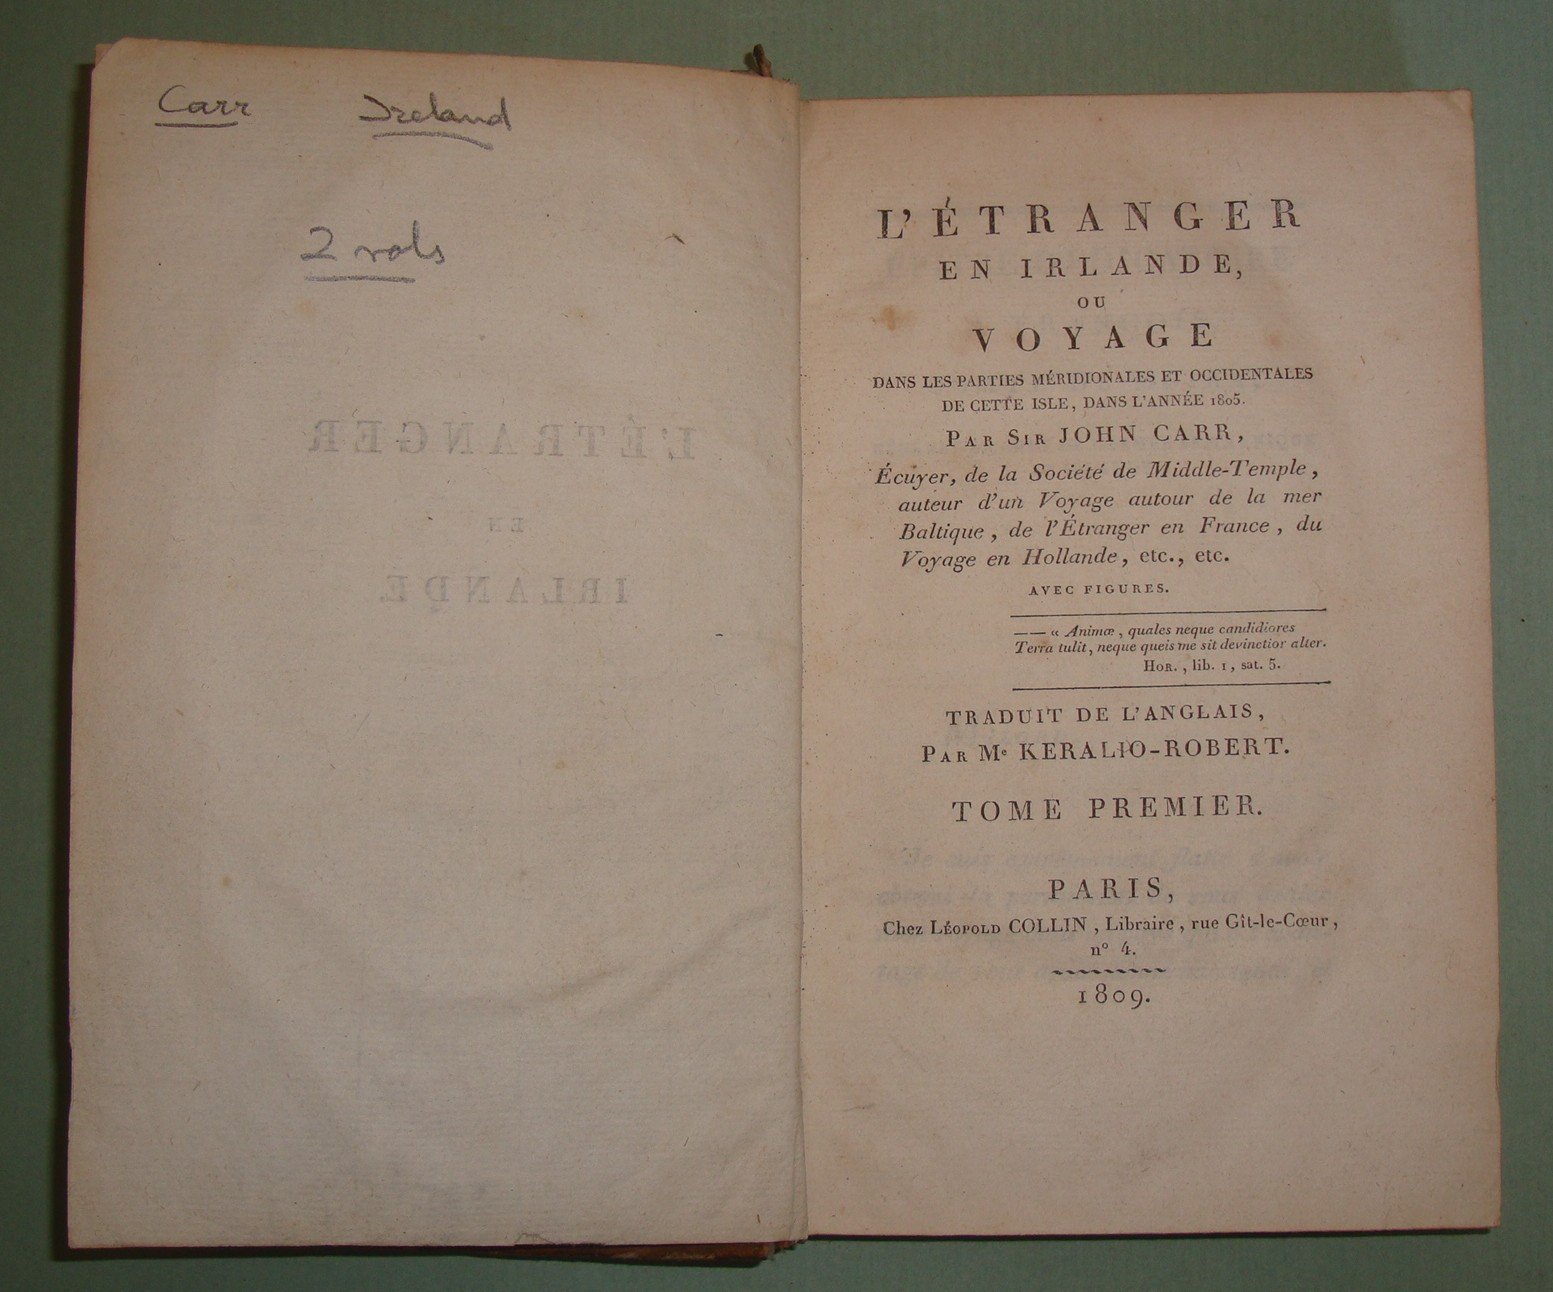 Carr Ireland
2 vols
L'ÉTRANGER
EN
IRLANDE
L'ÉTRANGER
EN IRLANDE,
OU
VOYAGE
DANS LES PARTIES MÉRIDIONALES ET OCCIDENTALES
DE CETTE ISLE, DANS L'ANNÉE 1805.
PAR SIR JOHN CARR,
Écuyer, de la Société de Middle-Temple,
auteur d'un Voyage autour de la mer
Baltique, de l'Étranger en France, du
Voyage en Hollande, etc., etc.
AVEC FIGURES.
—— « Animæ, quales neque candidiores
Terra tulit, neque queis me sit devinctior alter.
HOR., lib. 1, sat. 5.
TRADUIT DE L'ANGLAIS,
PAR Me KERALIO-ROBERT.
TOME PREMIER.
PARIS,
Chez LÉOPOLD COLLIN, Libraire, rue Gît-le-Cœur,
n° 4.
1809.